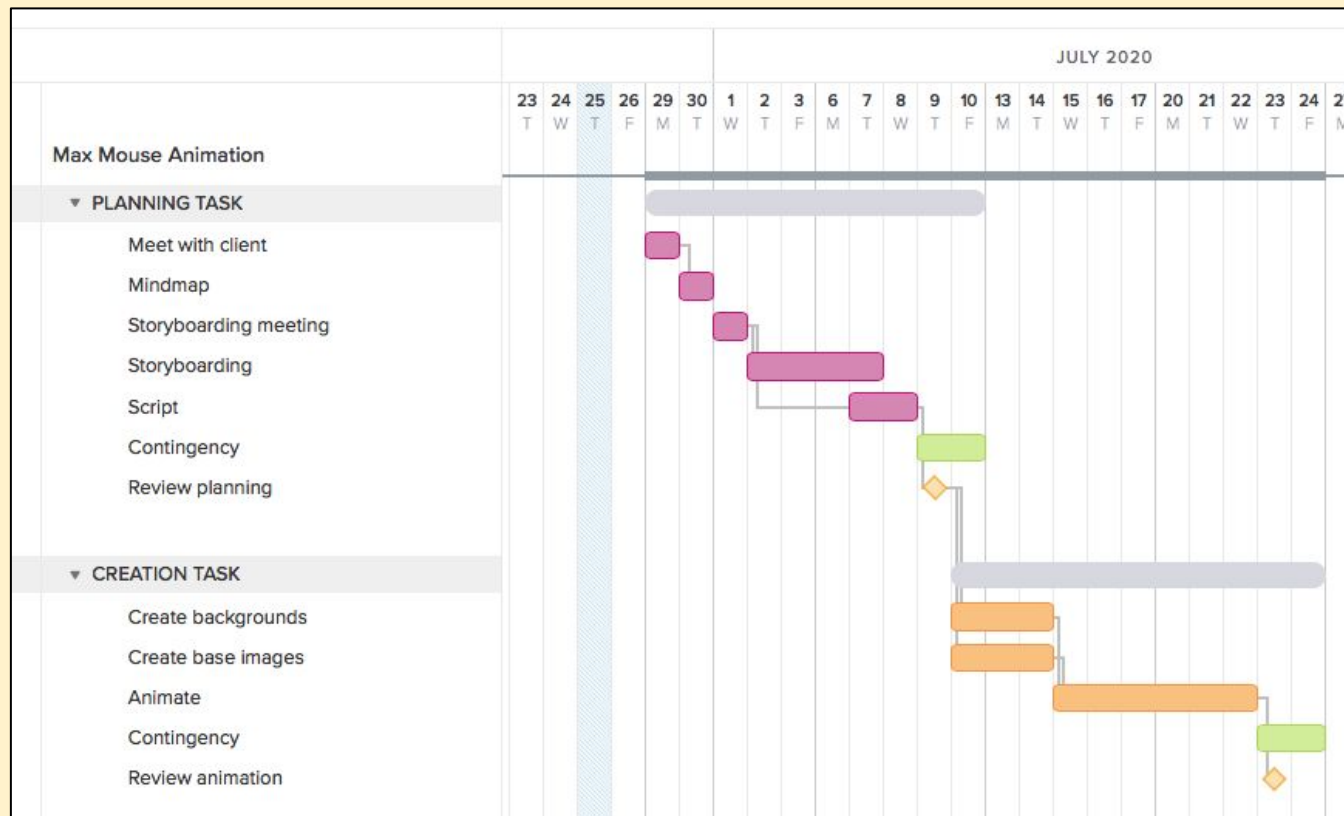 JULY 2020
23 24 25 26 29 30 1 2 3 6 7 8 9 10 13 14 15 16 17 20 21 22 23 24
T W T F M T W T F M T W T F M T W T F M T W T F
Max Mouse Animation
PLANNING TASK
Meet with client
Mindmap
Storyboarding meeting
Storyboarding
Script
Contingency
Review planning
CREATION TASK
Create backgrounds
Create base images
Animate
Contingency
Review animation